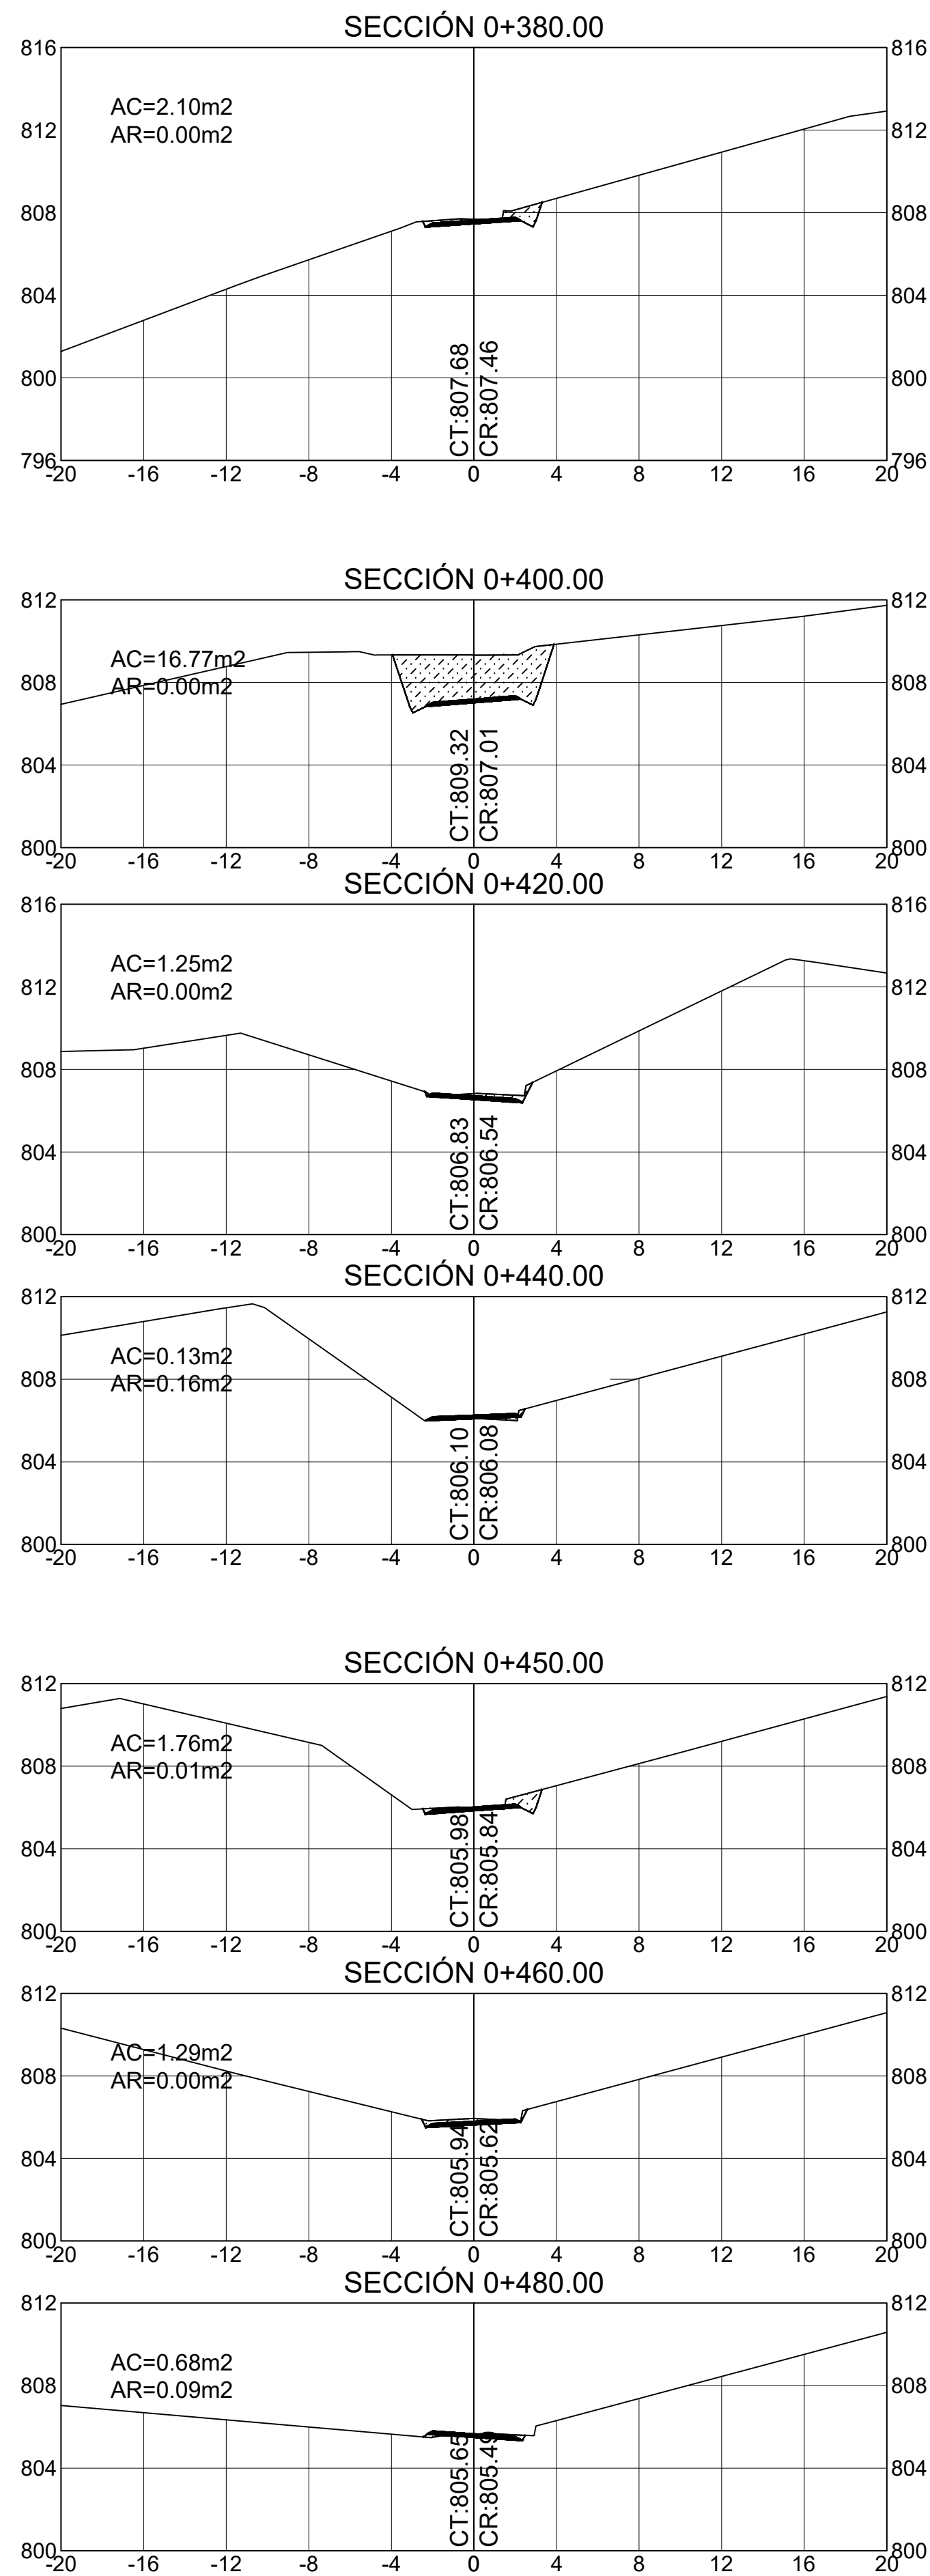 SECCIÓN 0+380.00
816 816
AC=2.10m2
812 812
AR=0.00m2
808 808
804 804
CT:807.68
CR:807.46
800 800
796 796
-20 -16 -12 -8 -4 0 4 8 12 16 20
SECCIÓN 0+400.00
812 812
AC=16.77m2
808 808
AR=0.00m2
CT:809.32
CR:807.01
804 804
800 800
-20 -16 -12 -8 -4 0 4 8 12 16 20
SECCIÓN 0+420.00
816 816
AC=1.25m2
812 812
AR=0.00m2
808 808
CT:806.83
CR:806.54
804 804
800 800
-20 -16 -12 -8 -4 0 4 8 12 16 20
SECCIÓN 0+440.00
812 812
AC=0.13m2
808 808
AR=0.16m2
CT:806.10
CR:806.08
804 804
800 800
-20 -16 -12 -8 -4 0 4 8 12 16 20
SECCIÓN 0+450.00
812 812
AC=1.76m2
808 808
AR=0.01m2
CT:805.98
CR:805.84
804 804
800 800
-20 -16 -12 -8 -4 0 4 8 12 16 20
SECCIÓN 0+460.00
812 812
AC=1.29m2
808 808
AR=0.00m2
CT:805.94
CR:805.62
804 804
800 800
-20 -16 -12 -8 -4 0 4 8 12 16 20
SECCIÓN 0+480.00
812 812
AC=0.68m2
808 808
AR=0.09m2
CT:805.65
CR:805.49
804 804
800 800
-20 -16 -12 -8 -4 0 4 8 12 16 20